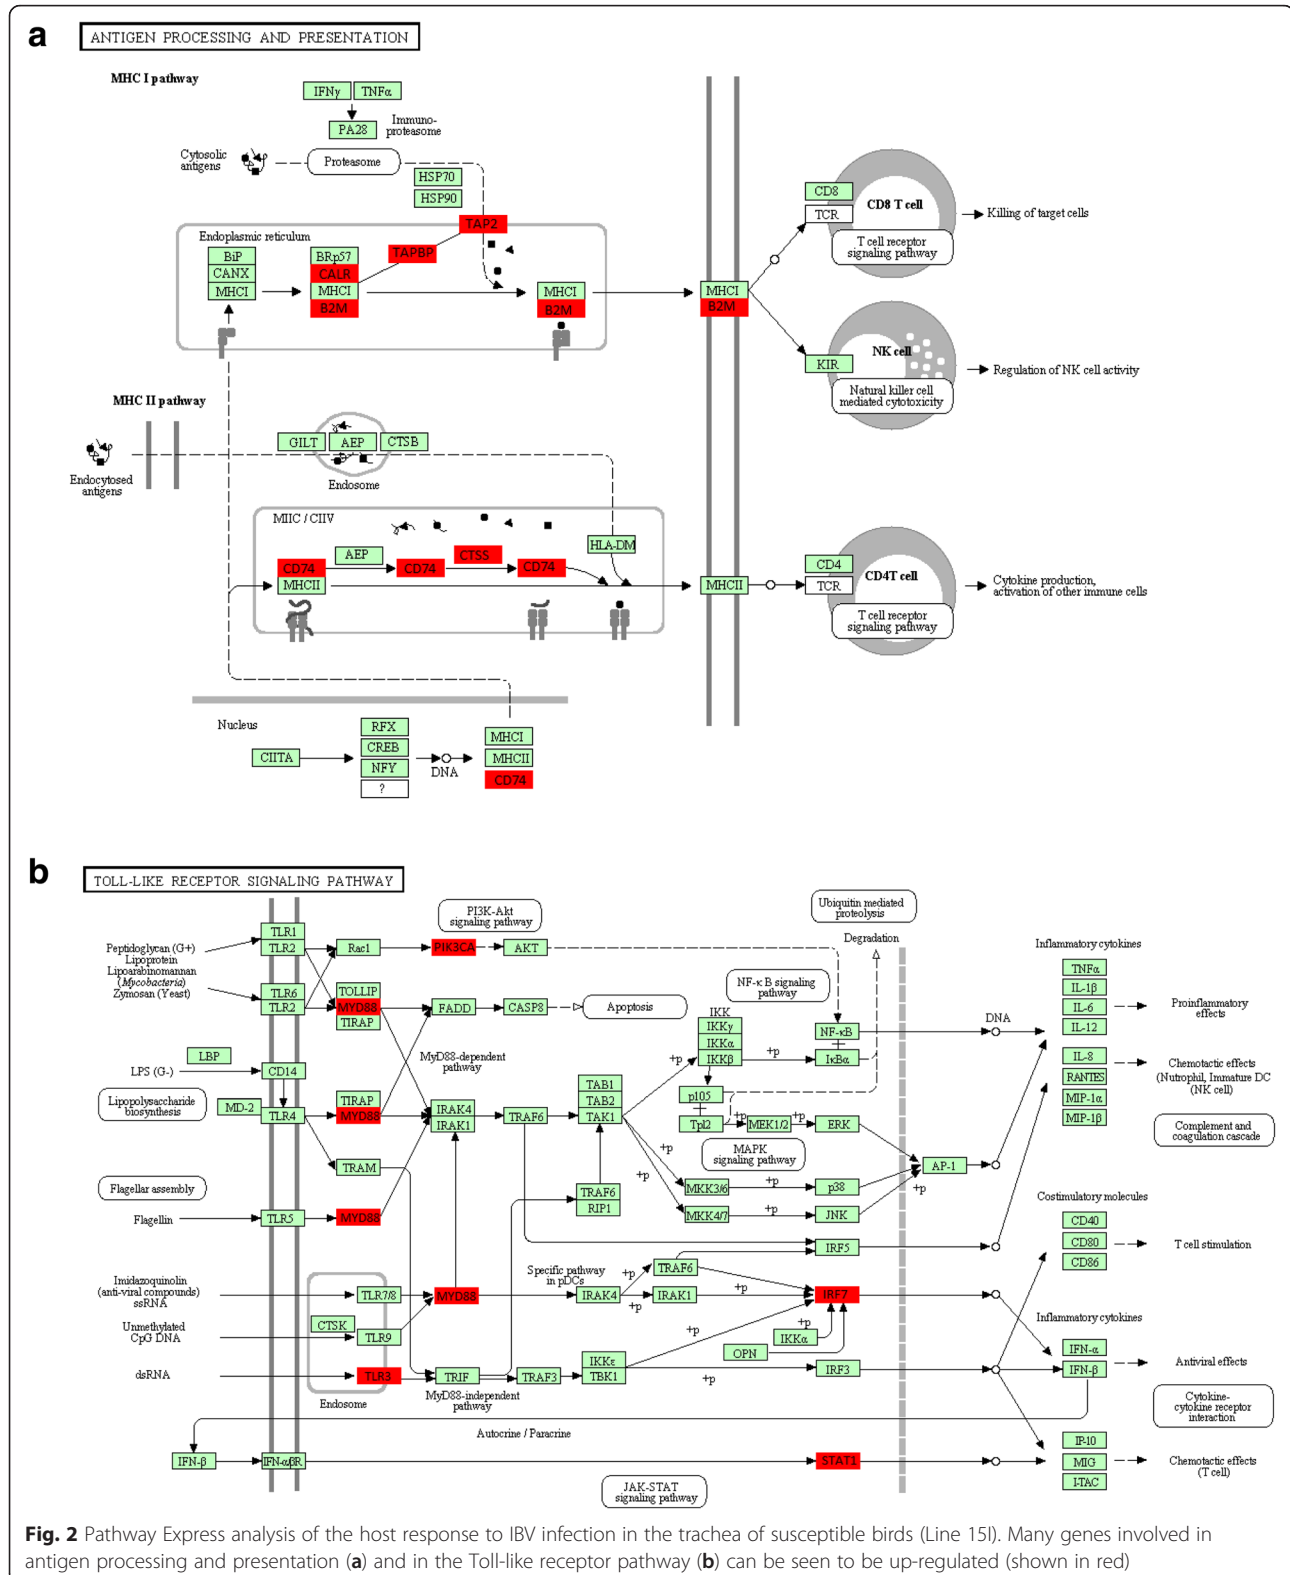 a
ANTIGEN PROCESSING AND PRESENTATION
MHC I pathway
IFNγ TNFα
PA28
Immuno-
proteasome
Cytosolic
antigens
Proteasome
HSP70
HSP90
TAP2
TAPBP
Endoplasmic reticulum
BiP
CANX
MHCI
BRp57
CALR
MHCI
B2M
MHCI
B2M
MHCI
B2M
CD8
TCR
CD8 T cell
T cell receptor
signaling pathway
Killing of target cells
KIR
NK cell
Natural killer cell
mediated cytotoxicity
Regulation of NK cell activity
MHC II pathway
Endocytosed
antigens
GILT AEP CTSB
Endosome
MIIC / CIIV
CD74
MHCII
AEP
CD74
CTSS
CD74
HLA-DM
MHCII
CD4
TCR
CD4T cell
T cell receptor
signaling pathway
Cytokine production,
activation of other immune cells
Nucleus
CIITA
RFX
CREB
NFY
?
DNA
MHCI
MHCII
CD74
b
TOLL-LIKE RECEPTOR SIGNALING PATHWAY
Peptidoglycan (G+)
Lipoprotein
Lipoarabinomannan
(Mycobacteria)
Zymosan (Yeast)
TLR1
TLR2
TLR6
TLR2
Rac1
PI3K-Akt
signaling pathway
PIK3CA
AKT
TOLLIP
MYD88
TIRAP
FADD
CASP8
Apoptosis
Ubiquitin mediated
proteolysis
Degradation
NF-κ B signaling
pathway
IKK
IKKγ
IKKα
IKKβ
+p
+p
NF-κB
IκBα
DNA
LBP
LPS (G-)
CD14
Lipopolysaccharide
biosynthesis
MD-2
TLR4
TIRAP
MYD88
TRAM
MyD88-dependent
pathway
IRAK4
IRAK1
TRAF6
TAB1
TAB2
TAK1
p105
Tpl2
+p
MEK1/2
+p
ERK
MAPK
signaling pathway
+p
+p
MKK3/6
+p
p38
MKK4/7
+p
JNK
AP-1
+p
TRAF6
RIP1
Flagellar assembly
Flagellin
TLR5
MYD88
IRF5
Imidazoquinolin
(anti-viral compounds)
ssRNA
TLR7/8
MYD88
Specific pathway
in pDCs
IRAK4
+p
+p
TRAF6
IRAK1
+p
+p
IRF7
Unmethylated
CpG DNA
CTSK
TLR9
+p
+p
IKKα
OPN
dsRNA
TLR3
Endosome
TRIF
TRAF3
IKKε
TBK1
+p
IRF3
MyD88-independent
pathway
Autocrine / Paracrine
IFN-β
IFN-αβR
STAT1
JAK-STAT
signaling pathway
Inflammatory cytokines
TNFα
IL-1β
IL-6
IL-12
Proinflammatory
effects
IL-8
RANTES
MIP-1α
MIP-1β
Chemotactic effects
(Nutrophil, Immature DC
(NK cell)
Complement and
coagulation cascade
Costimulatory molecules
CD40
CD80
CD86
T cell stimulation
Inflammatory cytokines
IFN-α
IFN-β
Antiviral effects
Cytokine-
cytokine receptor
interaction
IP-10
MIG
I-TAC
Chemotactic effects
(T cell)
Fig. 2 Pathway Express analysis of the host response to IBV infection in the trachea of susceptible birds (Line 15I). Many genes involved in
antigen processing and presentation (a) and in the Toll-like receptor pathway (b) can be seen to be up-regulated (shown in red)